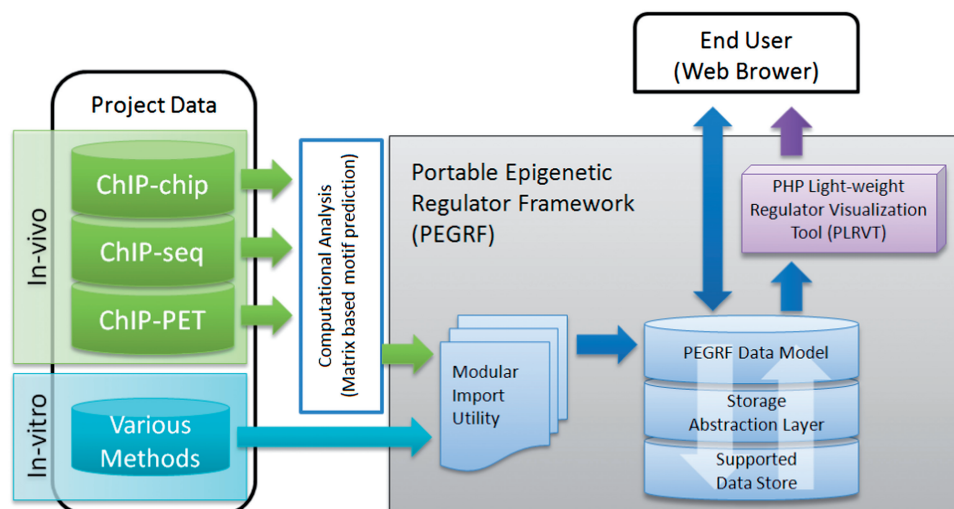 Project Data
In-vivo
ChIP-chip
ChIP-seq
ChIP-PET
In-vitro
Various
Methods
Computational Analysis
(Matrix based motif prediction)
End User
(Web Brower)
Portable Epigenetic
Regulator Framework
(PEGRF)
PHP Light-weight
Regulator Visualization
Tool (PLRVT)
Modular
Import
Utility
PEGRF Data Model
Storage
Abstraction Layer
Supported
Data Store